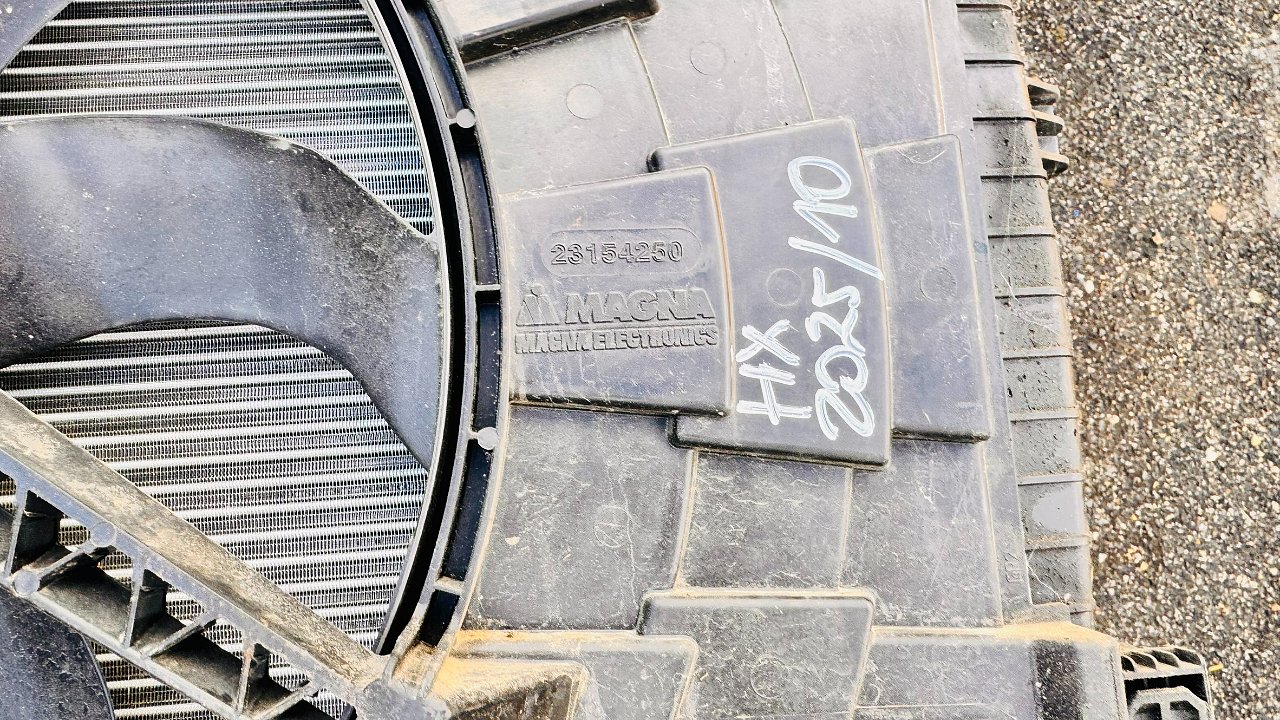 23154250
MAGNA
MAGNA ELECTRONICS
HX
2025/10